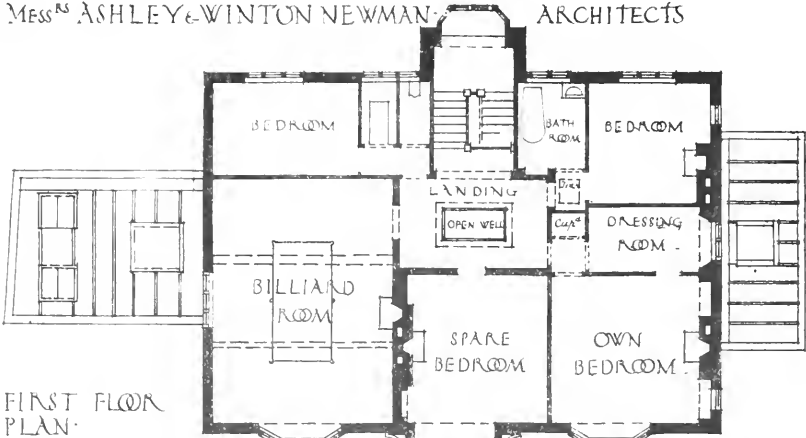 MESSRS ASHLEY & WINTON NEWMAN · ARCHITECTS
BEDROOM
BATH
ROOM
BEDROOM
LANDING
OPEN WELL
Cupd
DRESSING
ROOM
BILLIARD
ROOM
SPARE
BEDROOM
OWN
BEDROOM
FIRST FLOOR
PLAN ·